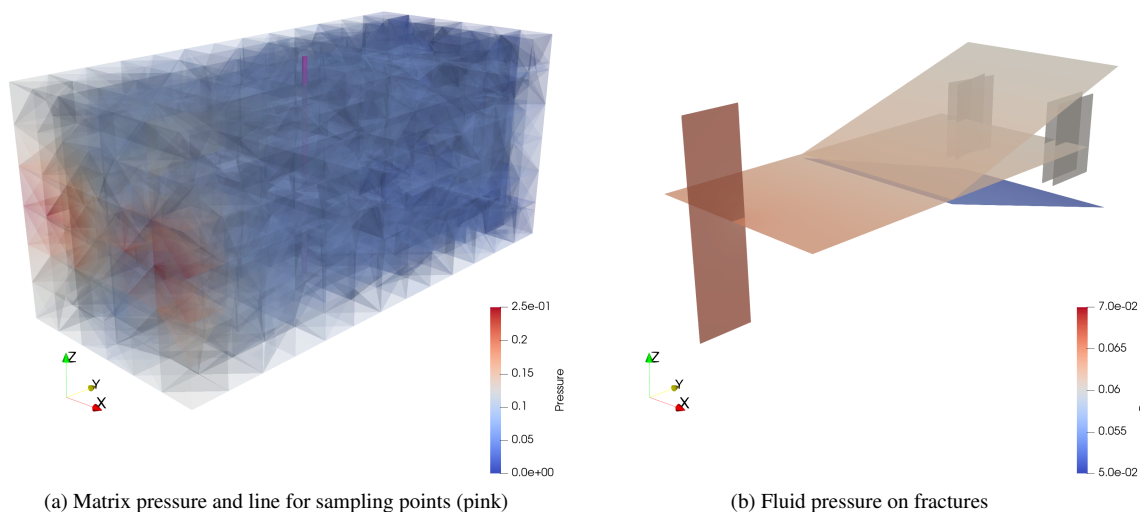 2.5e-01
0.2
0.15
0.1
0.05
0.0e+00
Pressure
Z
Y
X
7.0e-02
0.065
0.06
0.055
5.0e-02
Z
Y
X
(a) Matrix pressure and line for sampling points (pink)
(b) Fluid pressure on fractures